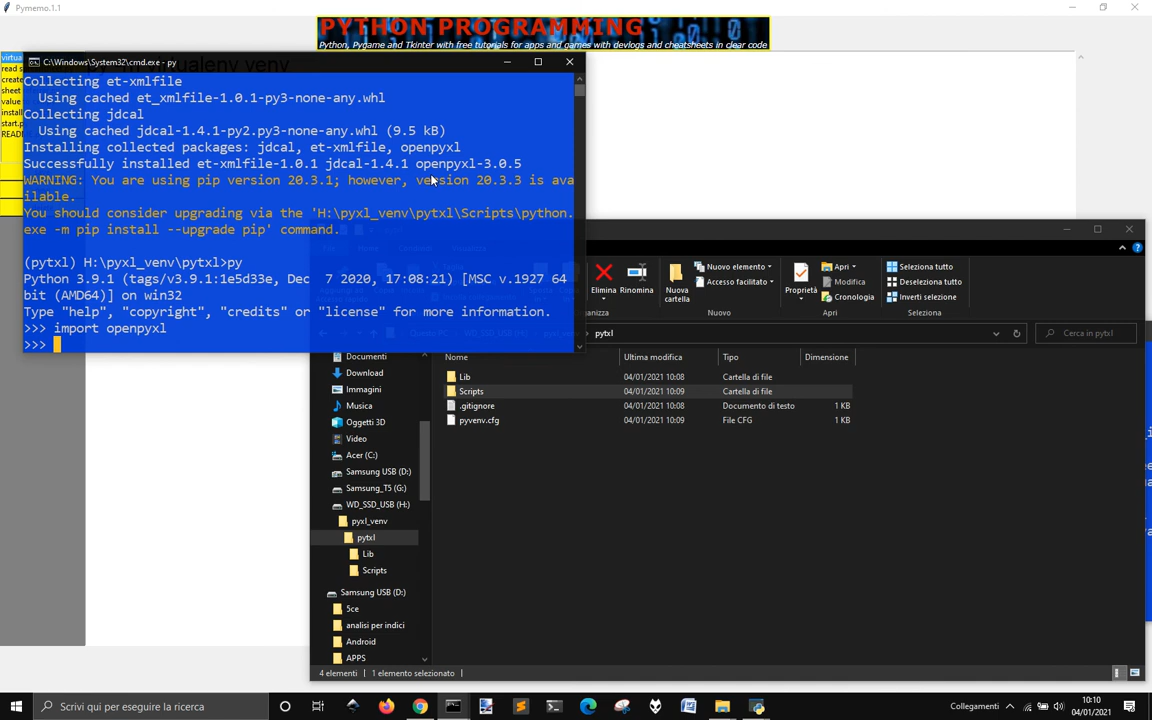 Pymemo.1.1
PYTHON PROGRAMMING
Python, Pygame and Tkinter with free tutorials for apps and games with devlogs and cheatsheets in clear code
C:\Windows\System32\cmd.exe - py
Collecting et-xmlfile
Using cached et_xmlfile-1.0.1-py3-none-any.whl
Collecting jdcal
Using cached jdcal-1.4.1-py2.py3-none-any.whl (9.5 kB)
Installing collected packages: jdcal, et-xmlfile, openpyxl
Successfully installed et-xmlfile-1.0.1 jdcal-1.4.1 openpyxl-3.0.5
WARNING: You are using pip version 20.3.1; however, version 20.3.3 is ava
ilable.
You should consider upgrading via the 'H:\pyxl_venv\pytxl\Scripts\python.
exe -m pip install --upgrade pip' command.
(pytxl) H:\pyxl_venv\pytxl>py
Python 3.9.1 (tags/v3.9.1:1e5d33e, Dec  7 2020, 17:08:21) [MSC v.1927 64
bit (AMD64)] on win32
Type "help", "copyright", "credits" or "license" for more information.
>>> import openpyxl
>>>
Elimina
Rinomina
Nuova
cartella
Nuovo elemento
Accesso facilitato
Nuovo
Proprietà
Apri
Modifica
Cronologia
Apri
Seleziona tutto
Deseleziona tutto
Inverti selezione
Seleziona
pytxl
Cerca in pytxl
Nome Ultima modifica Tipo Dimensione
Lib 04/01/2021 10:08 Cartella di file
Scripts 04/01/2021 10:09 Cartella di file
.gitignore 04/01/2021 10:08 Documento di testo 1 KB
pyvenv.cfg 04/01/2021 10:09 File CFG 1 KB
Documenti
Download
Immagini
Musica
Oggetti 3D
Video
Acer (C:)
Samsung USB (D:)
Samsung_T5 (G:)
WD_SSD_USB (H:)
pyxl_venv
pytxl
Lib
Scripts
Samsung USB (D:)
5ce
analisi per indici
Android
APPS
4 elementi
1 elemento selezionato
Scrivi qui per eseguire la ricerca
Collegamenti
10:10
04/01/2021